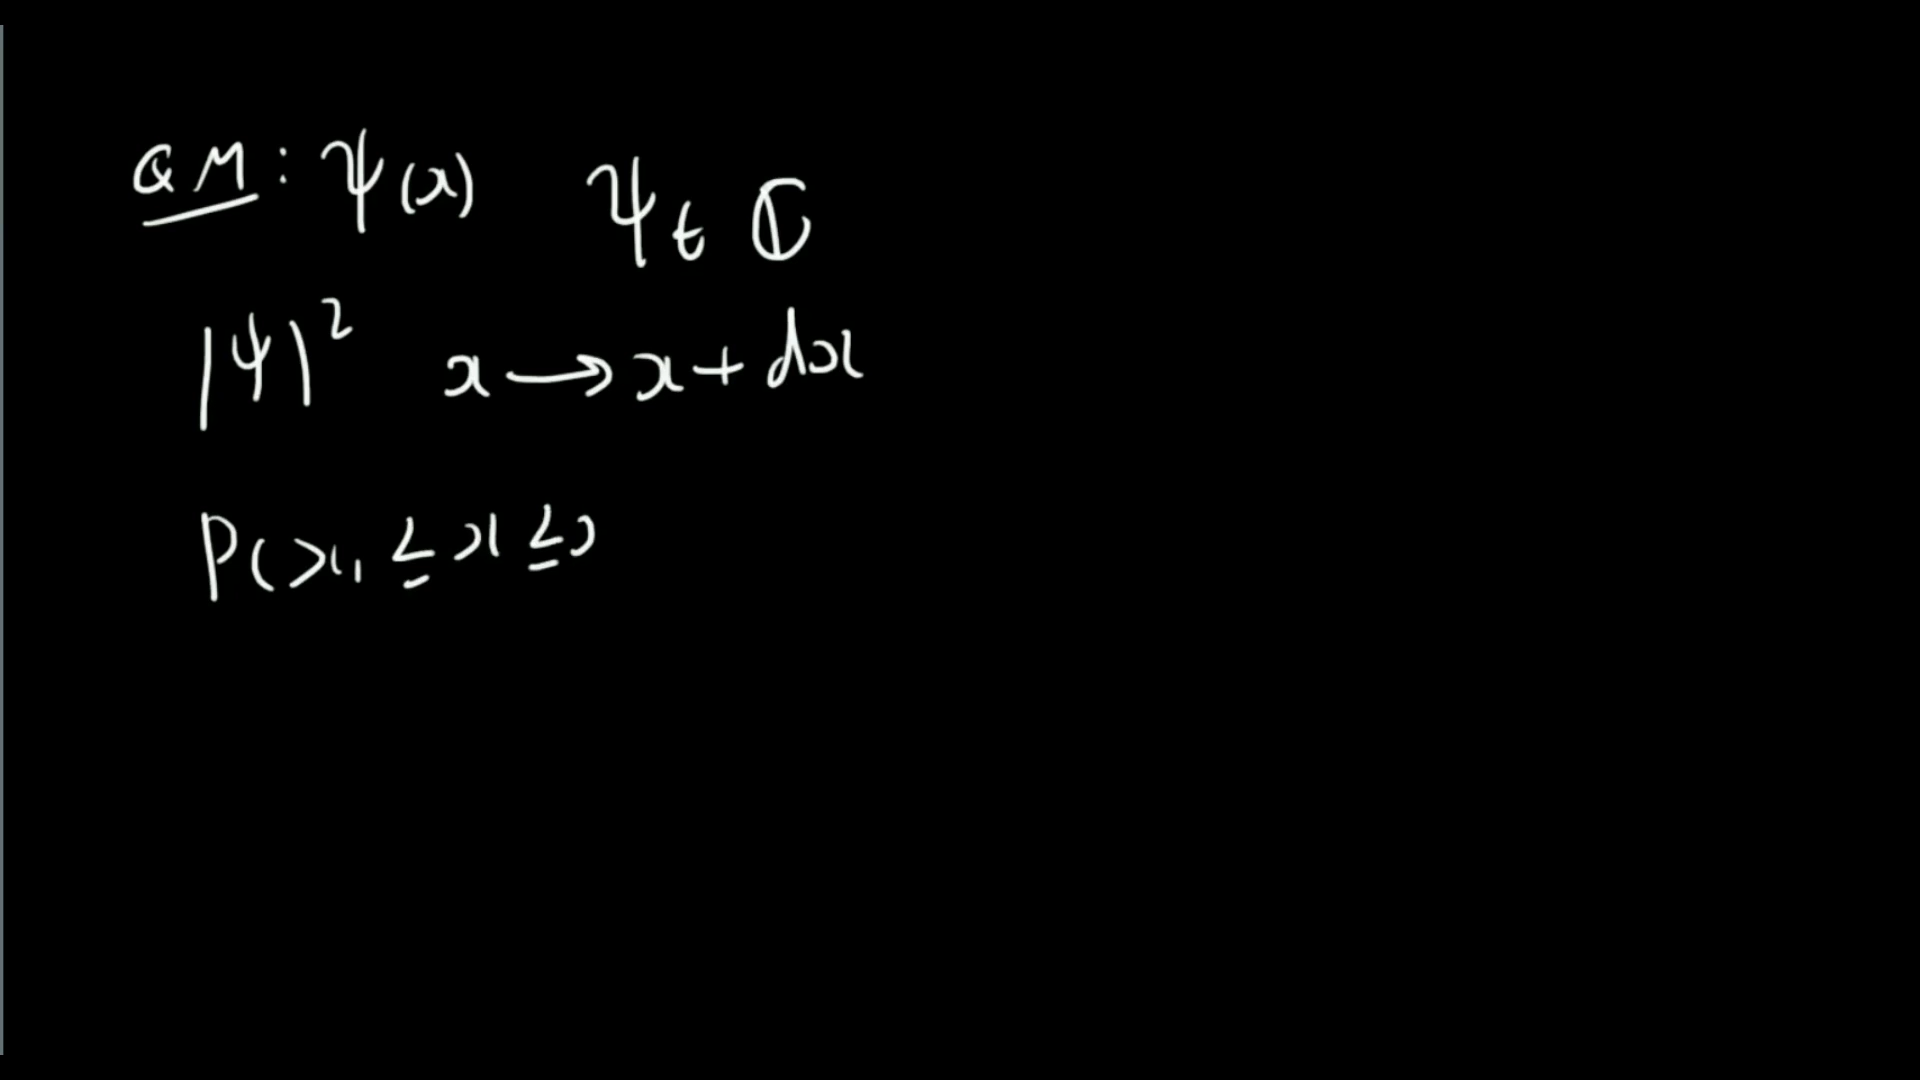 QM: ψ(x) ψ ∈ ℂ
|ψ|² x → x + dx
P(x₁ ≤ x ≤